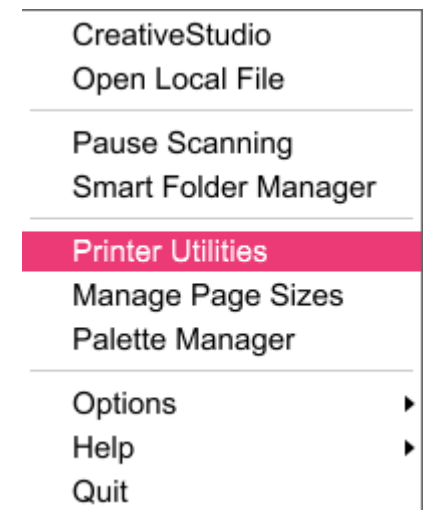 CreativeStudio
Open Local File
Pause Scanning
Smart Folder Manager
Printer Utilities
Manage Page Sizes
Palette Manager
Options
Help
Quit